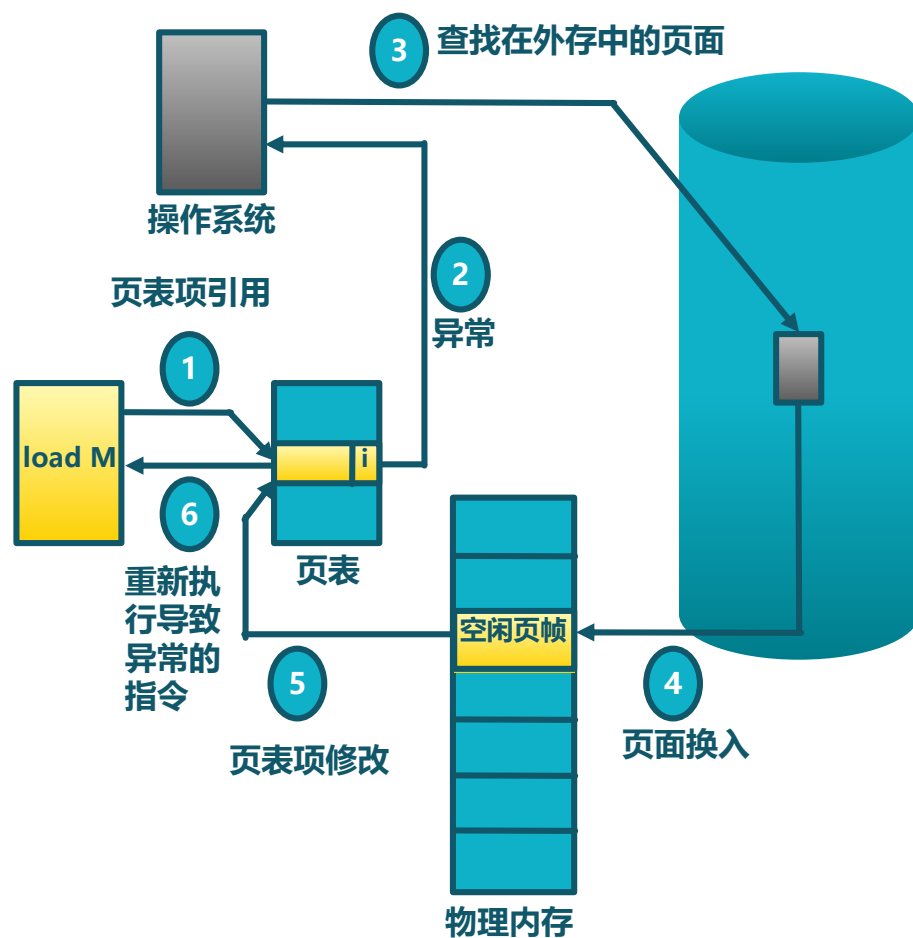 3
查找在外存中的页面
操作系统
2
异常
页表项引用
1
load M
i
6
重新执
行导致
异常的
指令
页表
空闲页帧
5
页表项修改
4
页面换入
物理内存